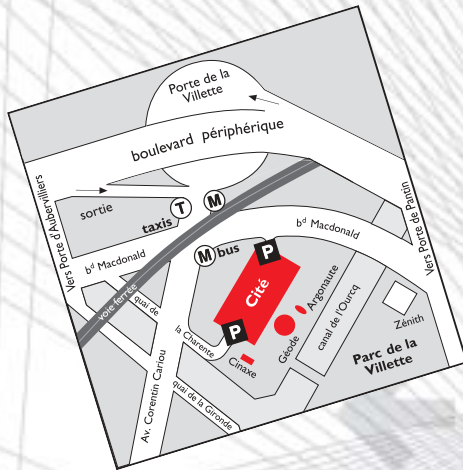 Porte de la
Villette
boulevard périphérique
sortie
T
M
taxis
Vers Porte d'Aubervilliers
bd Macdonald
bd Macdonald
Vers Porte de Pantin
M bus
P
voie ferrée
quai de
la Charente
Cité
Argonaute
canal de l'Ourcq
Zénith
P
Géode
Cinaxe
Parc de la
Villette
Av. Corentin Cariou
quai de la Gironde